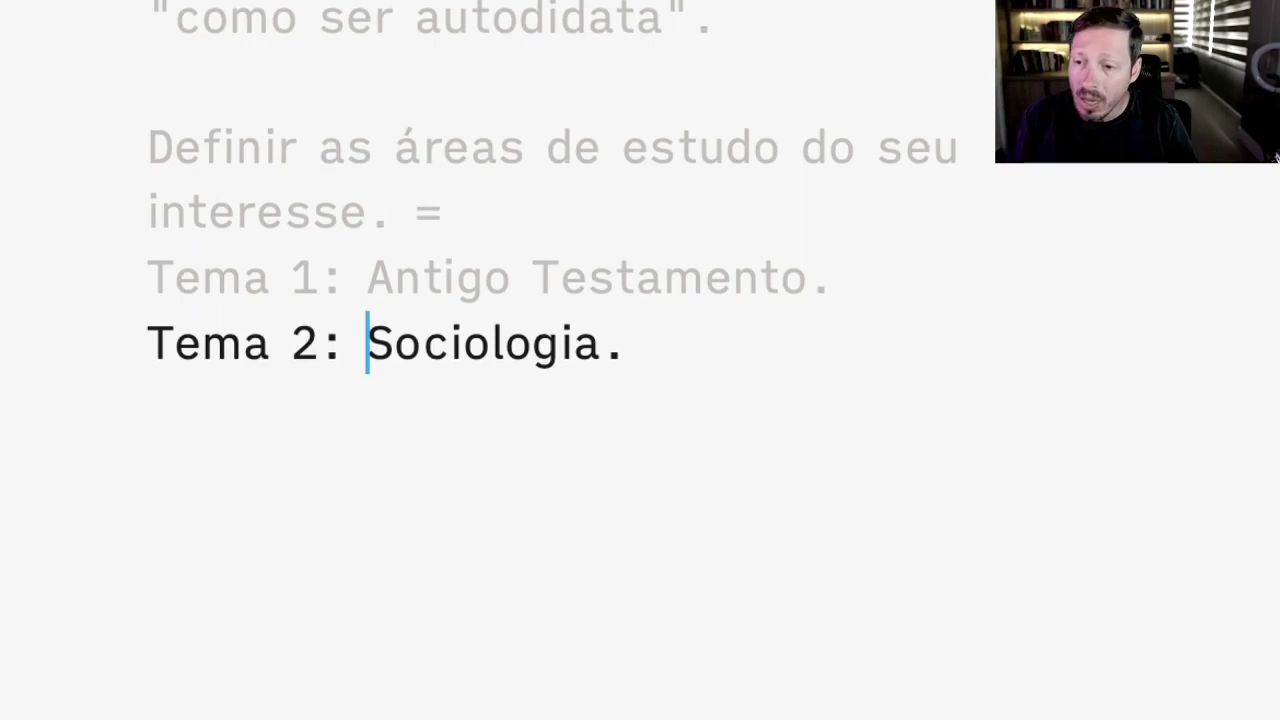 "como ser autodidata".
Definir as áreas de estudo do seu
interesse. =
Tema 1: Antigo Testamento.
Tema 2: Sociologia.